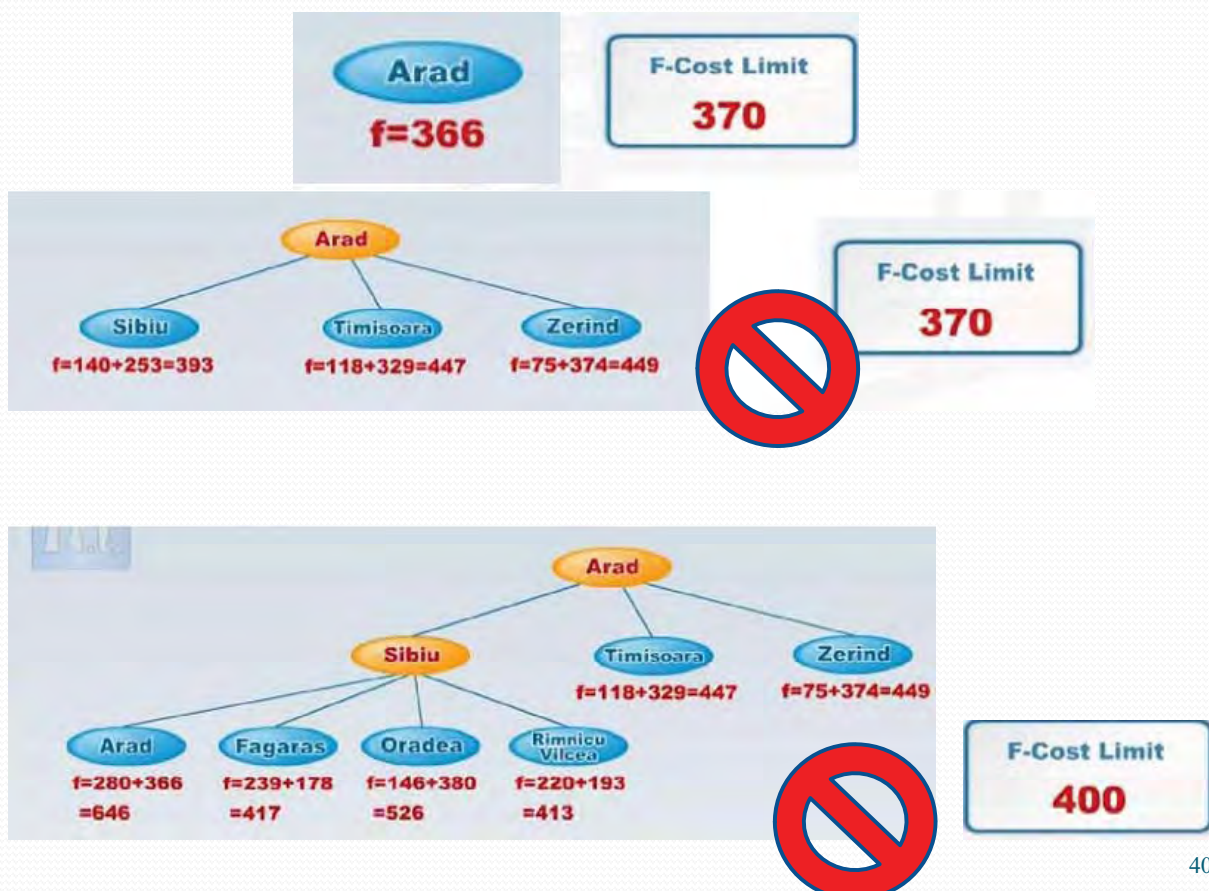 Arad
f=366
F-Cost Limit
370
Arad
Sibiu
Timisoara
Zerind
f=140+253=393
f=118+329=447
f=75+374=449
F-Cost Limit
370
Arad
Sibiu
Timisoara
Zerind
f=118+329=447
f=75+374=449
Arad
Fagaras
Oradea
Rimnicu
Vilcea
f=280+366
=646
f=239+178
=417
f=146+380
=526
f=220+193
=413
F-Cost Limit
400
40